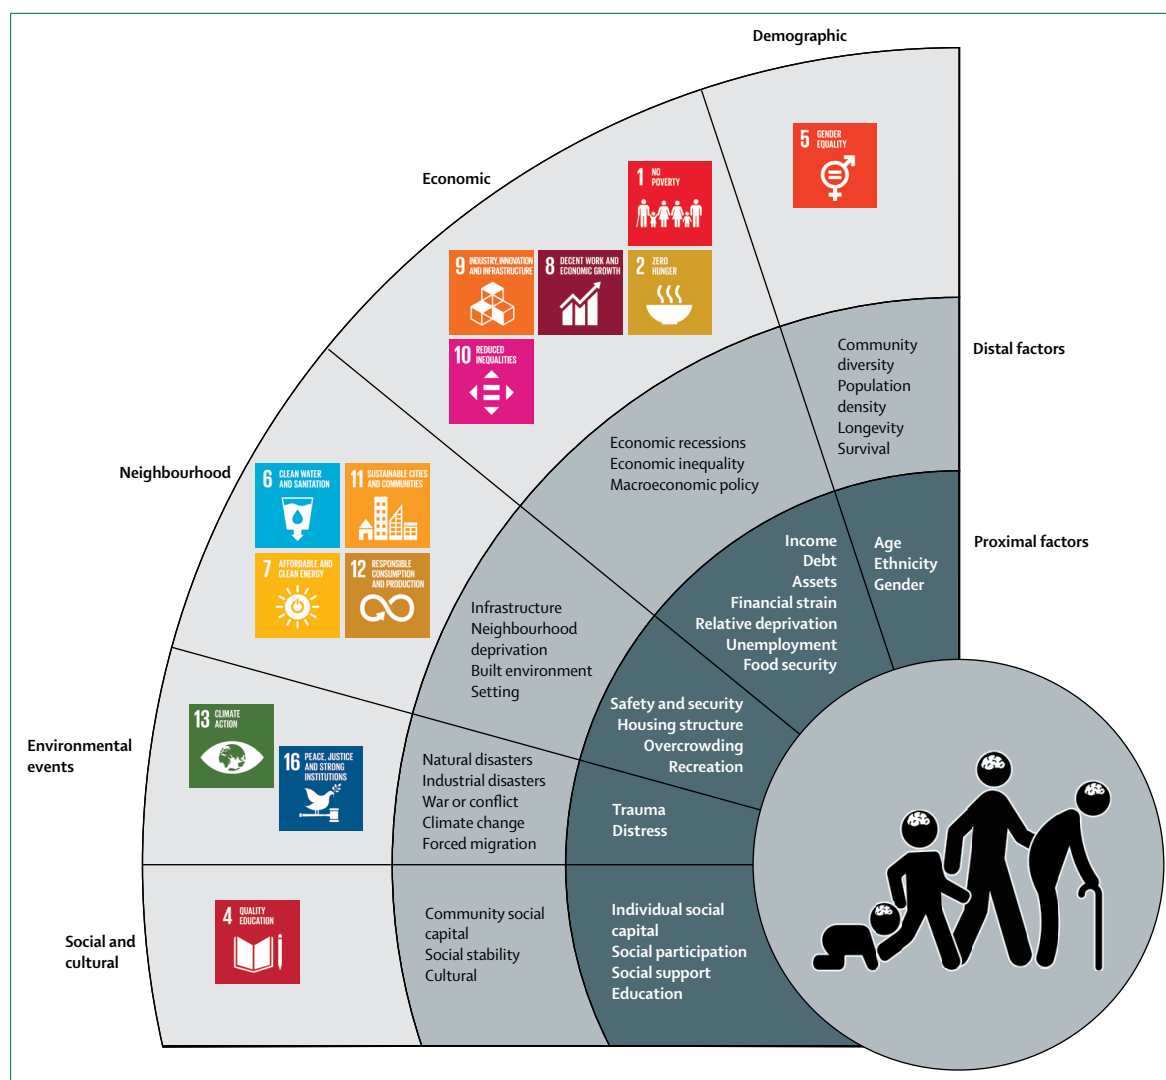 Demographic
5 GENDER
EQUALITY
Economic
1 NO
POVERTY
9 INDUSTRY, INNOVATION
AND INFRASTRUCTURE
8 DECENT WORK AND
ECONOMIC GROWTH
2 ZERO
HUNGER
10 REDUCED
INEQUALITIES
Distal factors
Community
diversity
Population
density
Longevity
Survival
Economic recessions
Economic inequality
Macroeconomic policy
Neighbourhood
6 CLEAN WATER
AND SANITATION
11 SUSTAINABLE CITIES
AND COMMUNITIES
7 AFFORDABLE AND
CLEAN ENERGY
12 RESPONSIBLE
CONSUMPTION
AND PRODUCTION
Proximal factors
Income
Debt
Assets
Financial strain
Relative deprivation
Unemployment
Food security
Age
Ethnicity
Gender
Infrastructure
Neighbourhood
deprivation
Built environment
Setting
Safety and security
Housing structure
Overcrowding
Recreation
Environmental
events
13 CLIMATE
ACTION
16 PEACE, JUSTICE
AND STRONG
INSTITUTIONS
Natural disasters
Industrial disasters
War or conflict
Climate change
Forced migration
Trauma
Distress
Social and
cultural
4 QUALITY
EDUCATION
Community social
capital
Social stability
Cultural
Individual social
capital
Social participation
Social support
Education